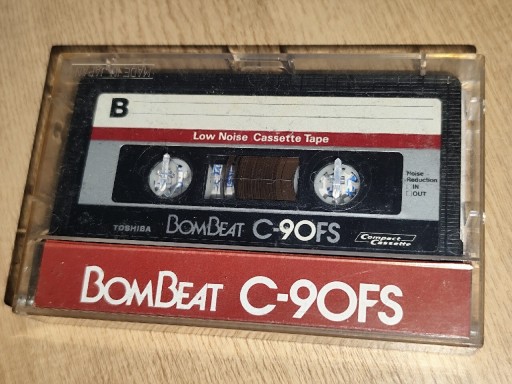 B
Low Noise Cassette Tape
Noise
Reduction
IN
OUT
TOSHIBA BOMBEAT C-90FS Compact Cassette
BOMBEAT C-90FS